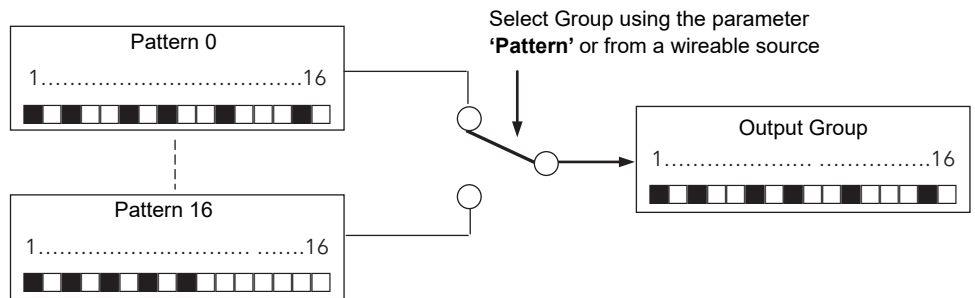 Select Group using the parameter
'Pattern' or from a wireable source
Pattern 0
1.......................................16
Output Group
1..................... ................16
Pattern 16
1............................... .......16